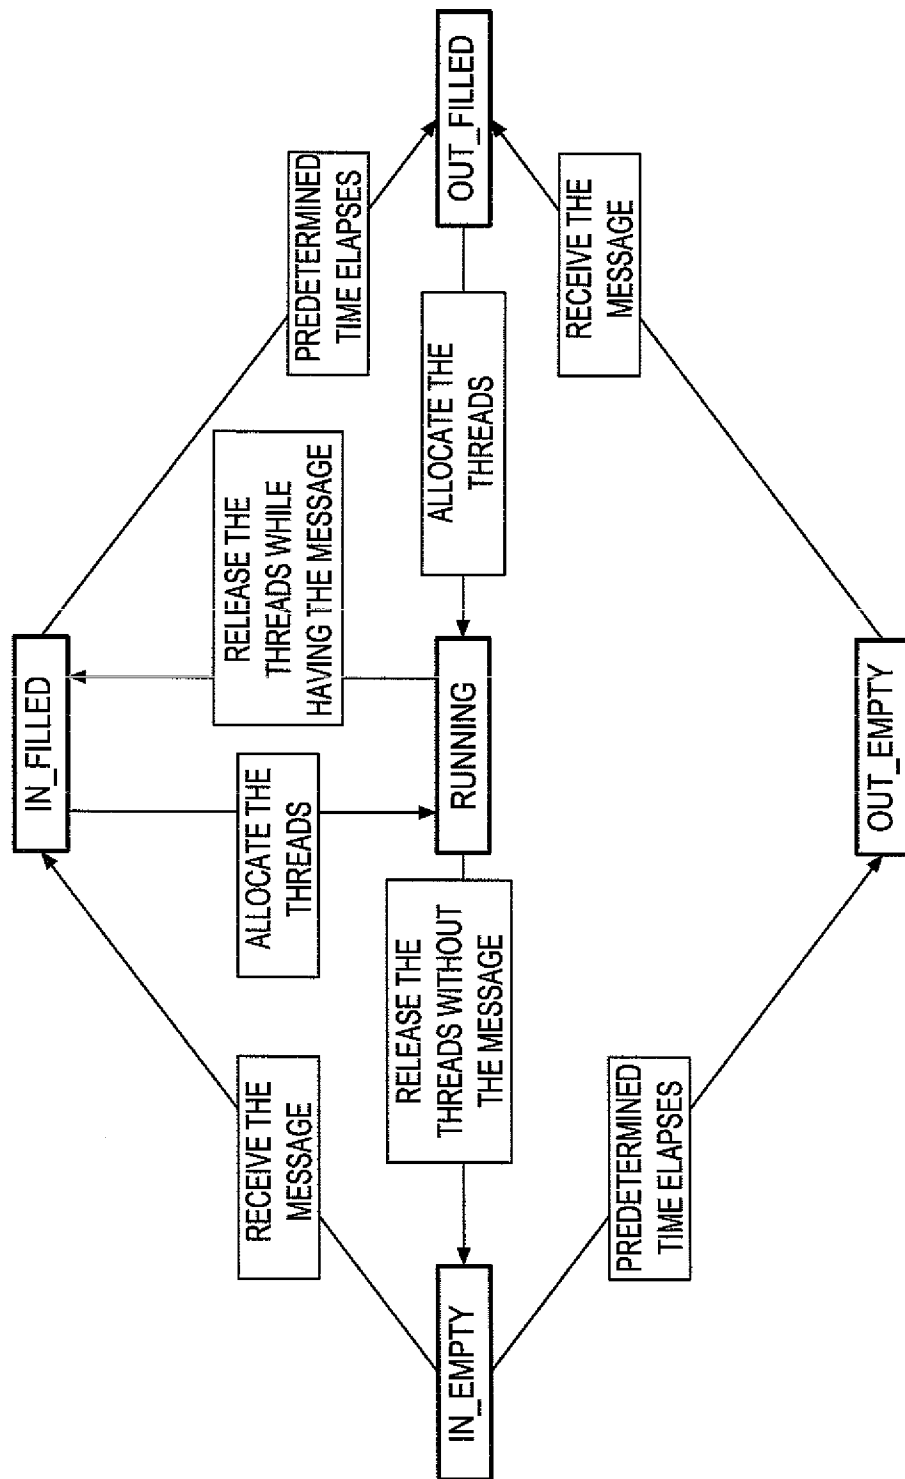 IN_FILLED
RECEIVE THE
MESSAGE
ALLOCATE THE
THREADS
RELEASE THE
THREADS WHILE
HAVING THE MESSAGE
PREDETERMINED
TIME ELAPSES
IN_EMPTY
RELEASE THE
THREADS WITHOUT
THE MESSAGE
RUNNING
ALLOCATE THE
THREADS
OUT_FILLED
PREDETERMINED
TIME ELAPSES
RECEIVE THE
MESSAGE
OUT_EMPTY